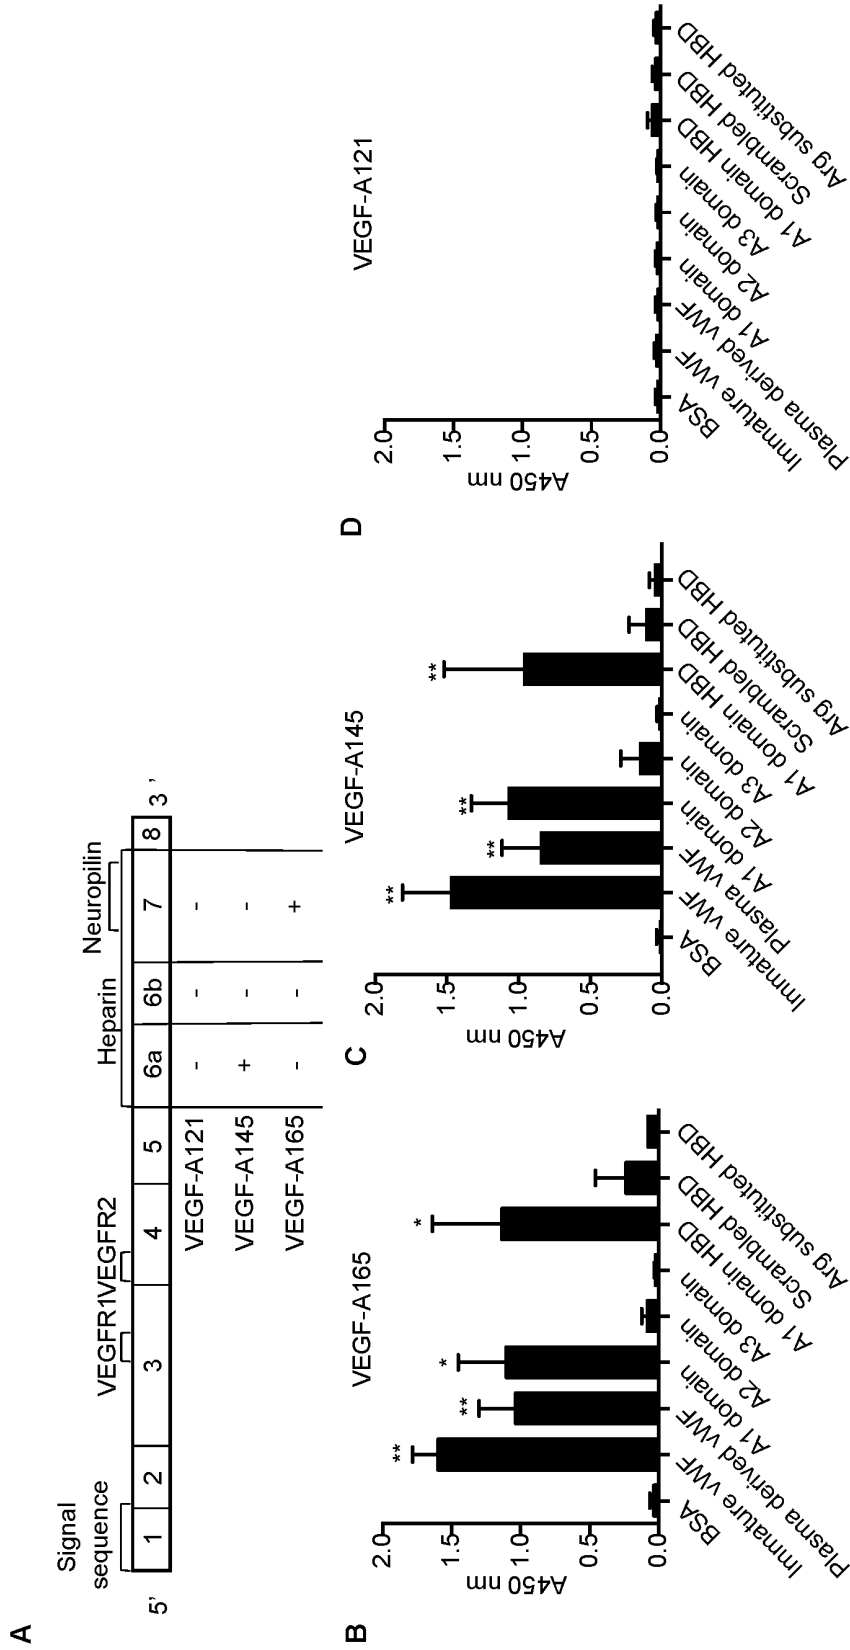 A
Signal
sequence
VEGFR1VEGFR2
Heparin
Neuropilin
5’ 1 2 3 4 5 6a 6b 7 8 3 ’
VEGF-A121 - - -
VEGF-A145 + - -
VEGF-A165 - - +
B
VEGF-A165
A450 nm
2.0
1.5
1.0
0.5
0.0
** ** * *
BSA
Immature vWF
Plasma derived vWF
A1 domain
A2 domain
A3 domain
A1 domain HBD
Scrambled HBD
Arg substituted HBD
C
VEGF-A145
A450 nm
2.0
1.5
1.0
0.5
0.0
** ** ** **
BSA
Immature vWF
Plasma vWF
A1 domain
A2 domain
A3 domain
A1 domain HBD
Scrambled HBD
Arg substituted HBD
D
VEGF-A121
A450 nm
2.0
1.5
1.0
0.5
0.0
BSA
Immature vWF
Plasma derived vWF
A1 domain
A2 domain
A3 domain
A1 domain HBD
Scrambled HBD
Arg substituted HBD